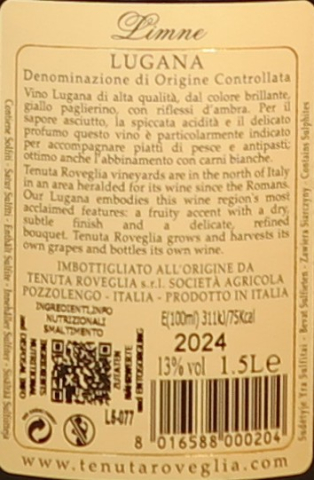 Limne
LUGANA
Denominazione di Origine Controllata
Vino Lugana di alta qualità, dal colore brillante,
giallo paglierino, con riflessi d'ambra. Per il
sapore asciutto, la spiccata acidità e il delicato
profumo questo vino è particolarmente indicato
per accompagnare piatti di pesce e antipasti;
ottimo anche l'abbinamento con carni bianche.
Tenuta Roveglia vineyards are in the north of Italy
in an area heralded for its wine since the Romans.
Our Lugana embodies this wine region's most
acclaimed features: a fruity accent with a dry,
subtle finish and a delicate, refined
bouquet. Tenuta Roveglia grows and harvests its
own grapes and bottles its own wine.
IMBOTTIGLIATO ALL'ORIGINE DA
TENUTA ROVEGLIA s.r.l. SOCIETÀ AGRICOLA
POZZOLENGO - ITALIA - PRODOTTO IN ITALIA
INGREDIENTI,INFO
NUTRIZIONALI
SMALTIMENTO
E(100ml) 311kJ/75Kcal
2024
13% vol 1.5L e
L6-077
8 016588 000204
www.tenutaroveglia.com
Contiene Solfiti -
Contains Sulphites